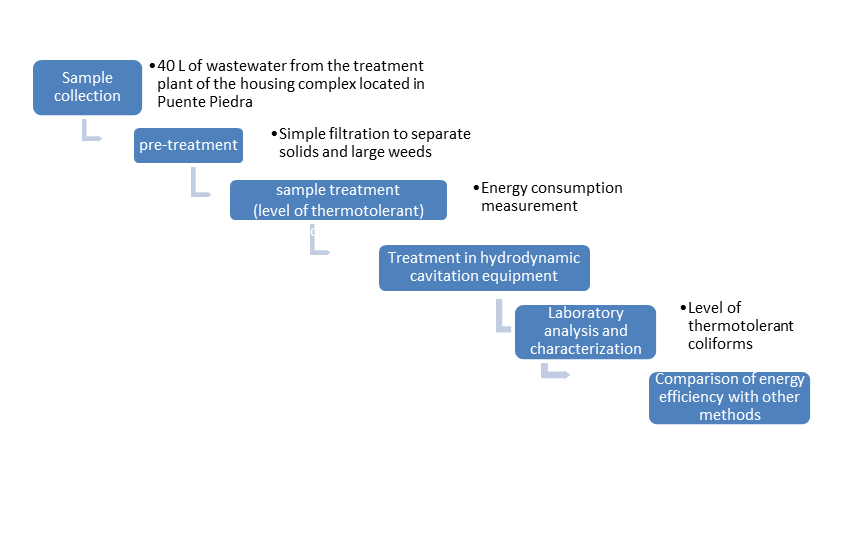 Sample
collection
•40 L of wastewater from the treatment
plant of the housing complex located in
Puente Piedra
pre-treatment
•Simple filtration to separate
solids and large weeds
sample treatment
(level of thermotolerant)
•Energy consumption
measurement
Treatment in hydrodynamic
cavitation equipment
Laboratory
analysis and
characterization
•Level of
thermotolerant
coliforms
Comparison of energy
efficiency with other
methods